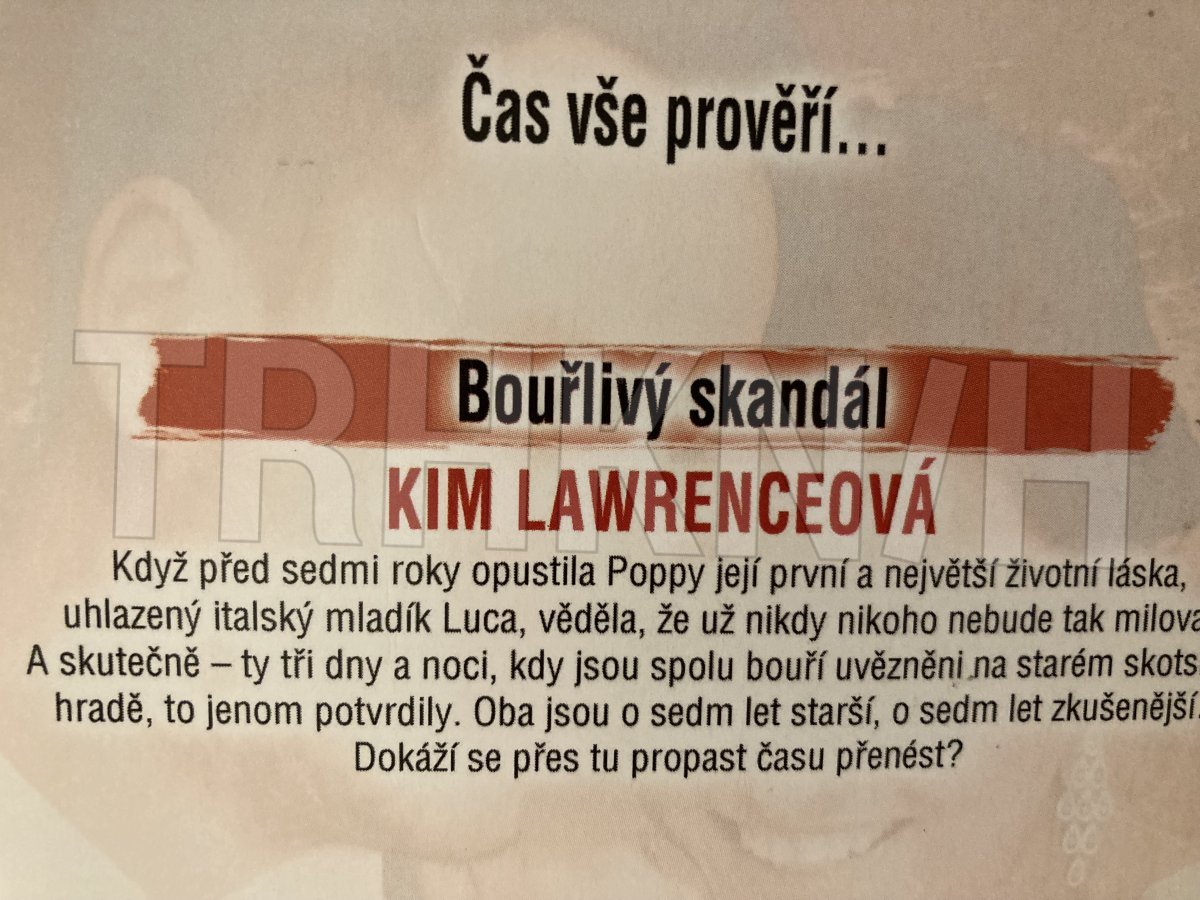 Čas vše prověří...
Bouřlivý skandál
TRHKNIH
KIM LAWRENCEOVÁ
Když před sedmi roky opustila Poppy její první a největší životní láska,
uhlazený italský mladík Luca, věděla, že už nikdy nikoho nebude tak milova
A skutečně – ty tři dny a noci, kdy jsou spolu bouří uvězněni na starém skots
hradě, to jenom potvrdily. Oba jsou o sedm let starší, o sedm let zkušenější.
Dokáží se přes tu propast času přenést?